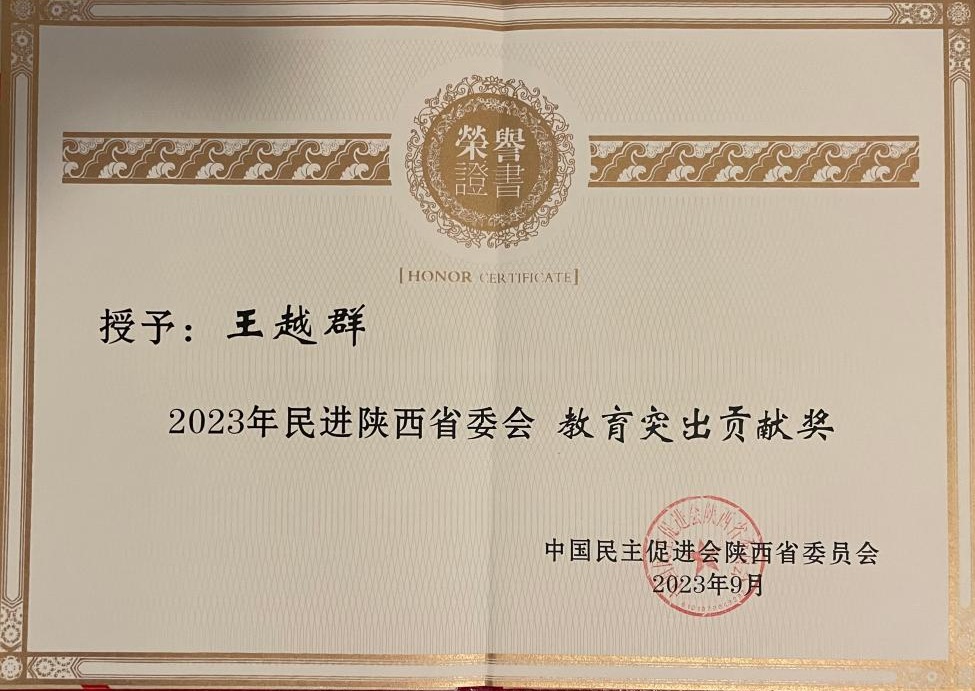 榮譽
證書
[HONOR CERTIFICATE]
授予：王越群
2023年民进陕西省委会 教育突出贡献奖
中国民主促进会陕西省委员会
2023年9月